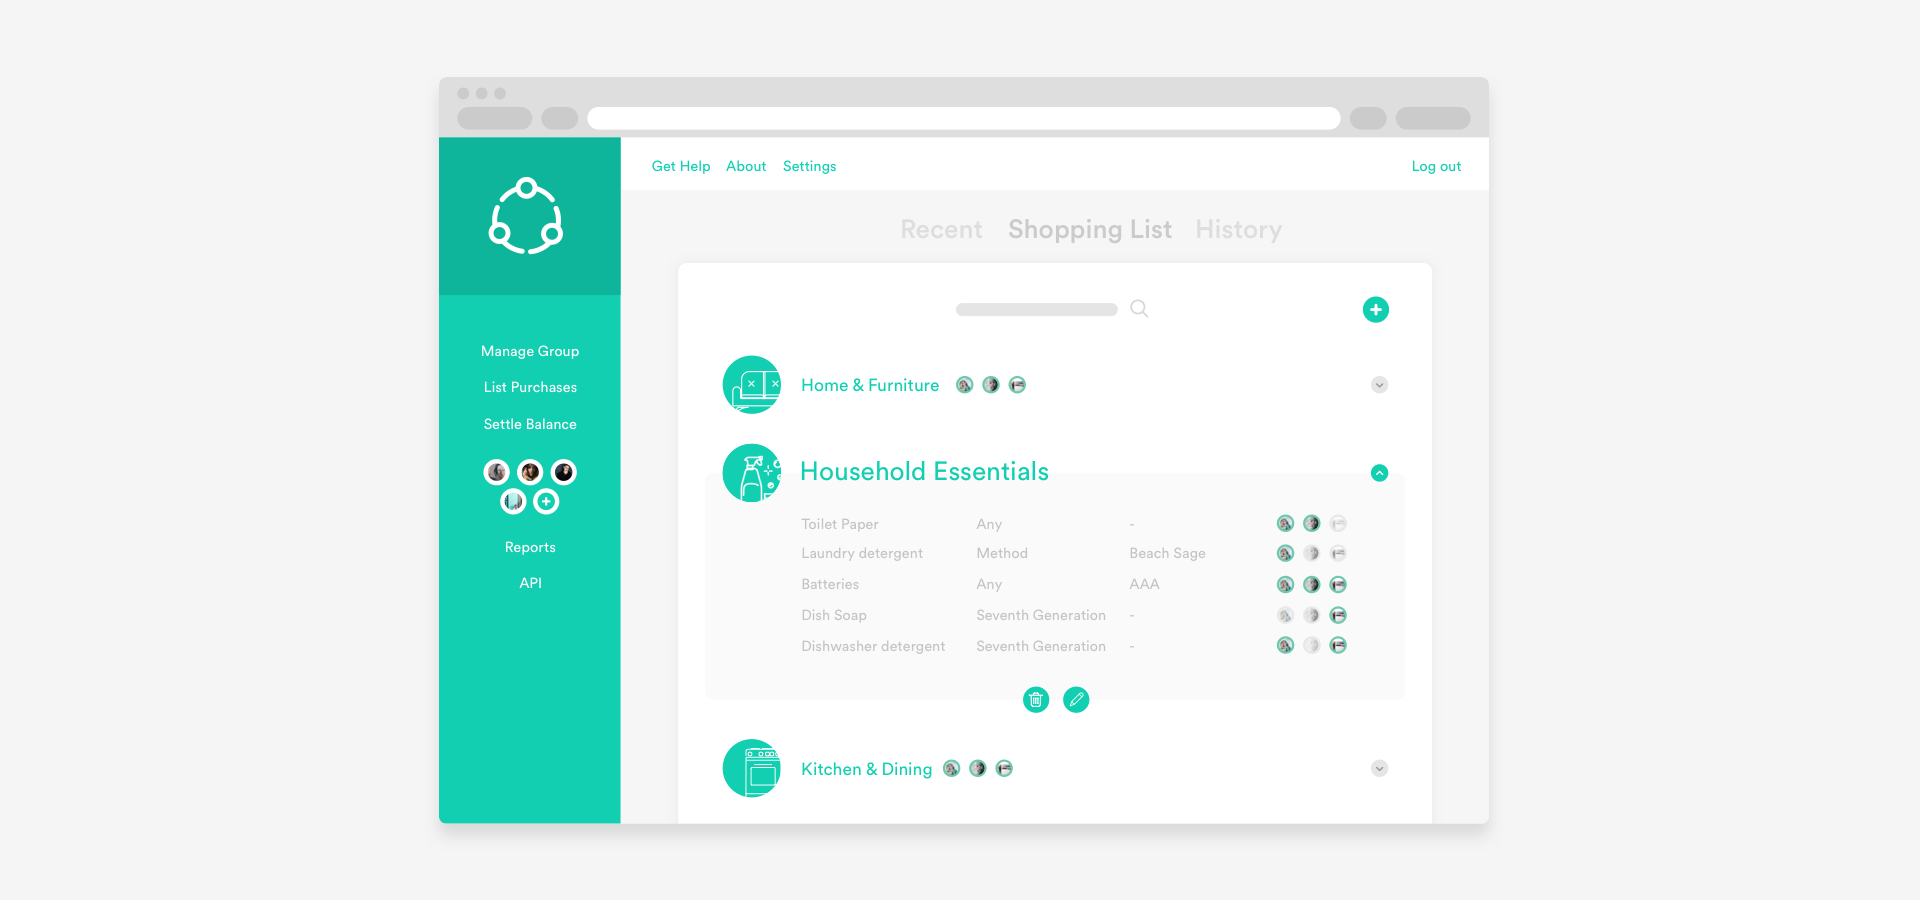 Get Help About Settings Log out
Recent Shopping List History
Manage Group
List Purchases
Settle Balance
Reports
API
Home & Furniture
Household Essentials
Toilet Paper Any -
Laundry detergent Method Beach Sage
Batteries Any AAA
Dish Soap Seventh Generation -
Dishwasher detergent Seventh Generation -
Kitchen & Dining